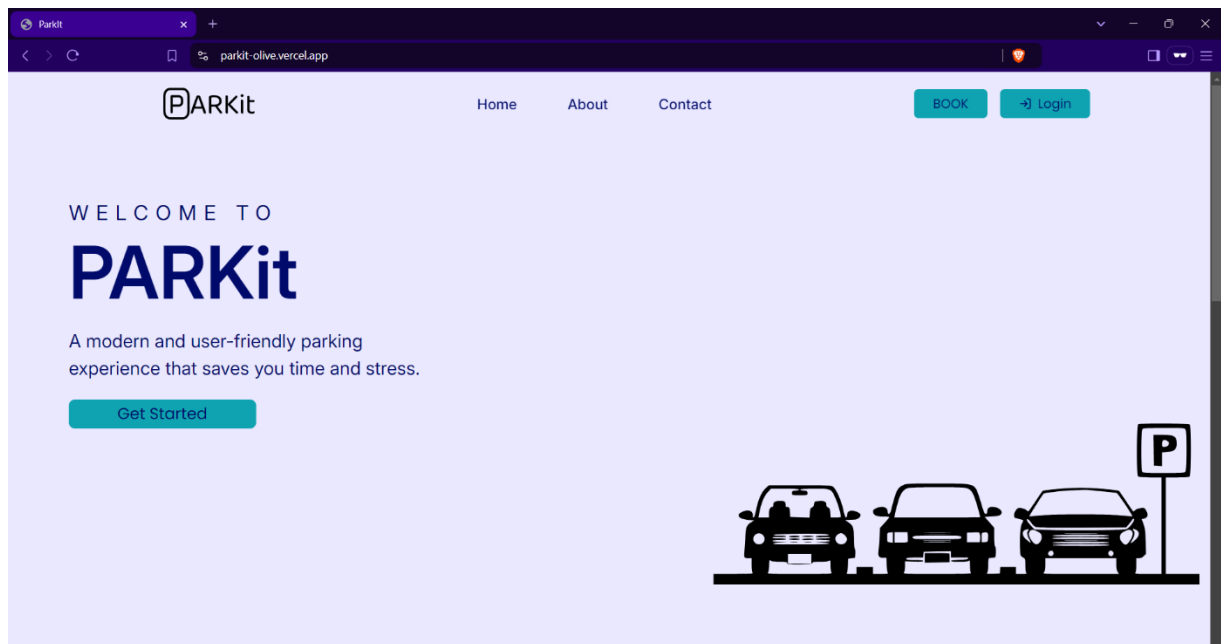 ParkIt
parkit-olive.vercel.app
PARKit Home About Contact BOOK Login
WELCOME TO
PARKit
A modern and user-friendly parking
experience that saves you time and stress.
Get Started
P